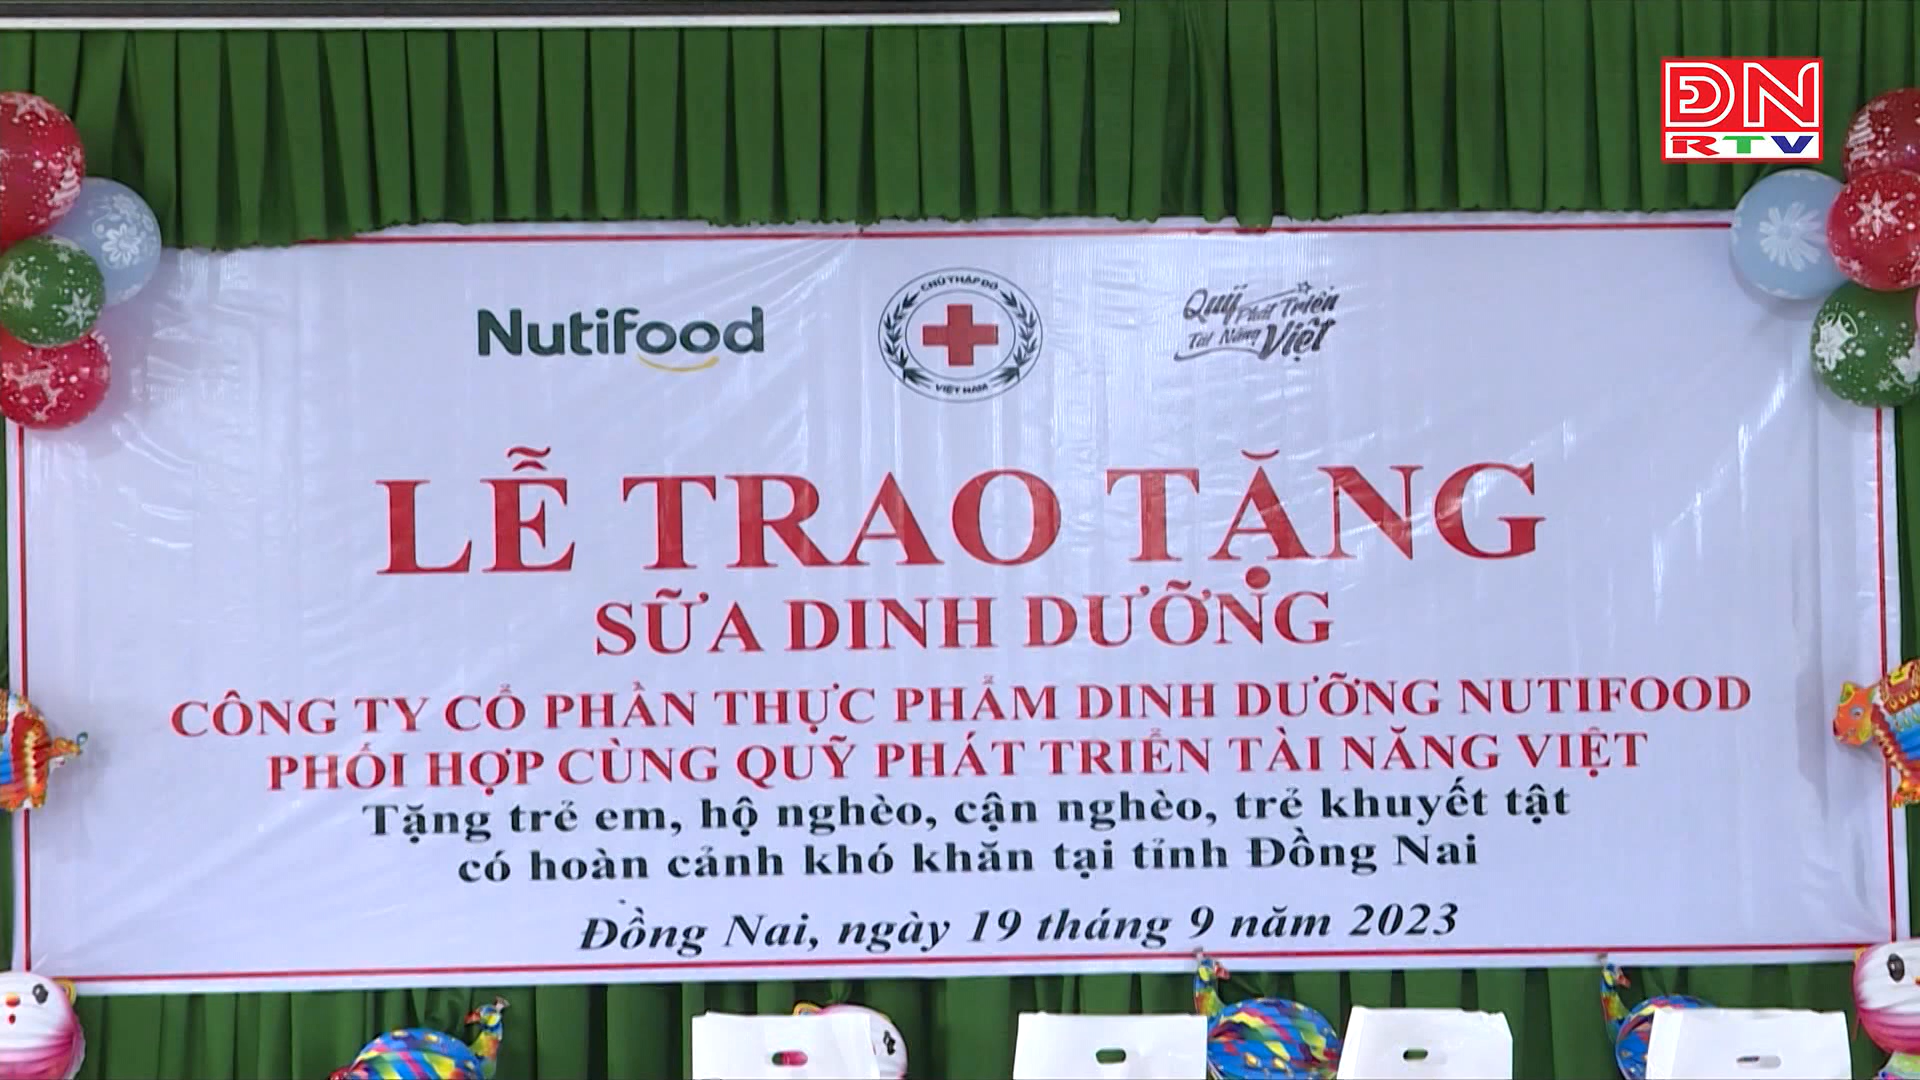 ĐN
RTV
Nutifood
CHỮ THẬP ĐỎ
VIỆT NAM
Quỹ Phát Triển
Tài Năng Việt
LỄ TRAO TẶNG
SỮA DINH DƯỠNG
CÔNG TY CỔ PHẦN THỰC PHẨM DINH DƯỠNG NUTIFOOD
PHỐI HỢP CÙNG QUỸ PHÁT TRIỂN TÀI NĂNG VIỆT
Tặng trẻ em, hộ nghèo, cận nghèo, trẻ khuyết tật
có hoàn cảnh khó khăn tại tỉnh Đồng Nai
Đồng Nai, ngày 19 tháng 9 năm 2023